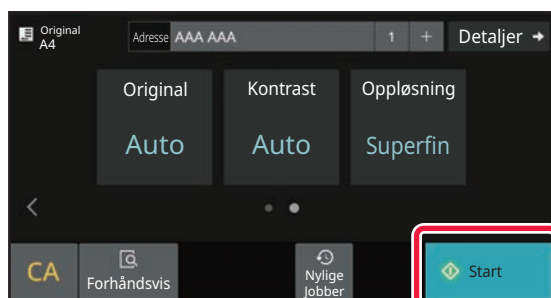 Original
A4
Adresse AAA AAA 1 + Detaljer
Original Kontrast Oppløsning
Auto Auto Superfin
CA Forhåndsvis Nylige
Jobber Start